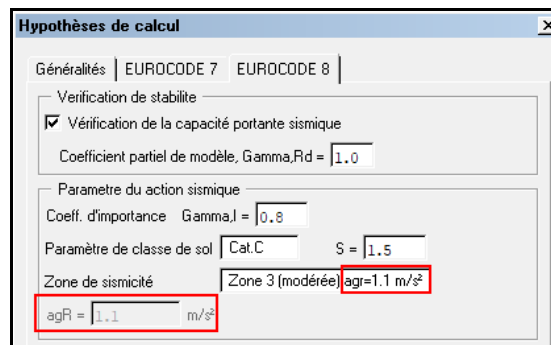 Hypothèses de calcul
Généralités EUROCODE 7 EUROCODE 8
Verification de stabilite
Vérification de la capacité portante sismique
Coefficient partiel de modèle, Gamma,Rd = 1.0
Parametre du action sismique
Coeff. d'importance Gamma,I = 0.8
Paramètre de classe de sol Cat.C S = 1.5
Zone de sismicité Zone 3 (modérée) agr=1.1 m/s²
agR = 1.1 m/s²